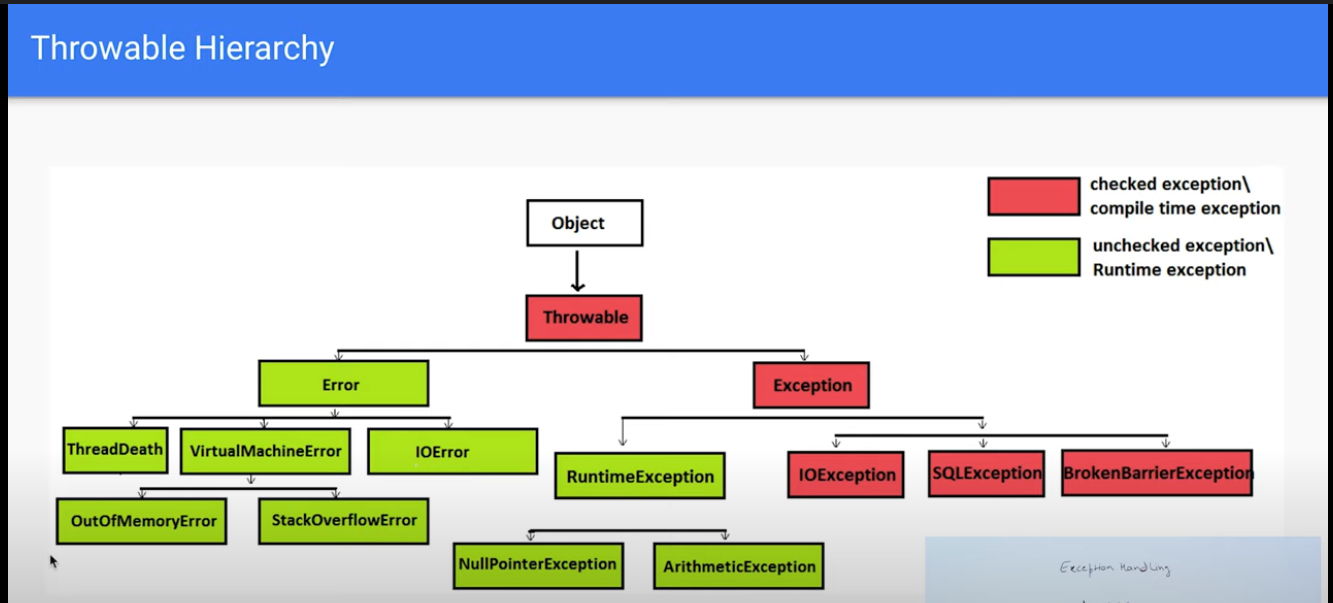 Throwable Hierarchy
checked exception\
compile time exception
Object
unchecked exception\
Runtime exception
Throwable
Error
Exception
ThreadDeath
VirtualMachineError
IOError
RuntimeException
IOException
SQLException
BrokenBarrierException
OutOfMemoryError
StackOverflowError
NullPointerException
ArithmeticException
Exception Handling